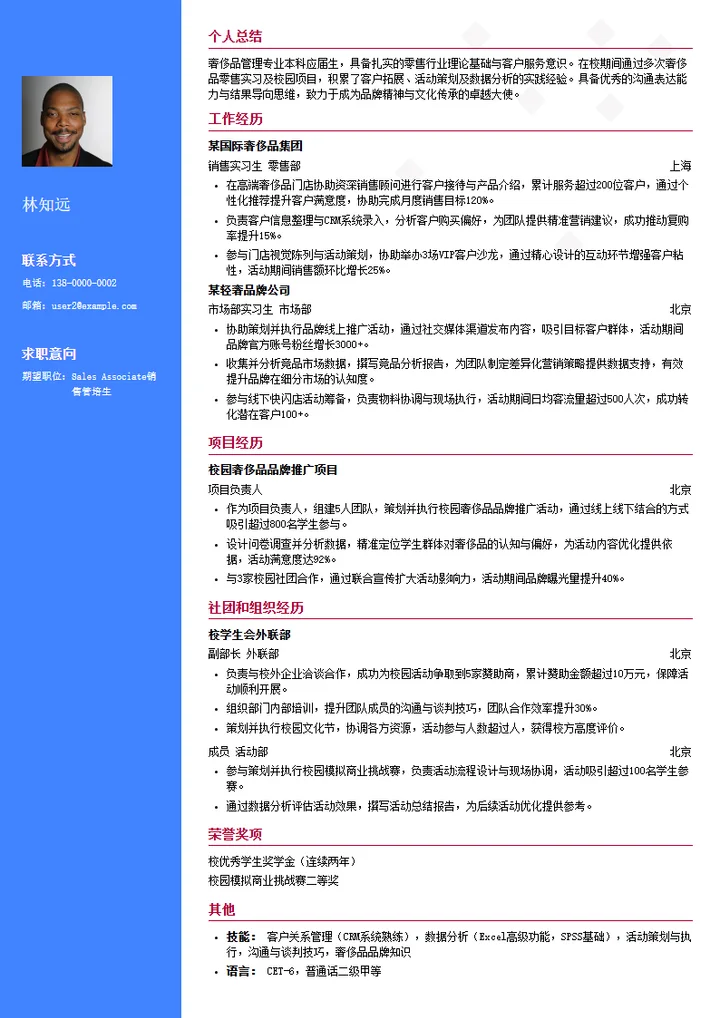 林知远
联系方式
电话：138-0000-0002
邮箱：user2@example.com
求职意向
期望职位：Sales Associate销
售管培生
个人总结
奢侈品管理专业本科应届生，具备扎实的零售行业理论基础与客户服务意识。在校期间通过多次奢侈
品零售实习及校园项目，积累了客户拓展、活动策划及数据分析的实践经验。具备优秀的沟通表达能
力与结果导向思维，致力于成为品牌精神与文化传承的卓越大使。
工作经历
某国际奢侈品集团
销售实习生 零售部 上海
• 在高端奢侈品门店协助资深销售顾问进行客户接待与产品介绍，累计服务超过200位客户，通过个
性化推荐提升客户满意度，协助完成月度销售目标120%。
• 负责客户信息整理与CRM系统录入，分析客户购买偏好，为团队提供精准营销建议，成功推动复购
率提升15%。
• 参与门店视觉陈列与活动策划，协助举办3场VIP客户沙龙，通过精心设计的互动环节增强客户粘
性，活动期间销售额环比增长25%。
某轻奢品牌公司
市场部实习生 市场部 北京
• 协助策划并执行品牌线上推广活动，通过社交媒体渠道发布内容，吸引目标客户群体，活动期间
品牌官方账号粉丝增长3000+。
• 收集并分析竞品市场数据，撰写竞品分析报告，为团队制定差异化营销策略提供数据支持，有效
提升品牌在细分市场的认知度。
• 参与线下快闪店活动筹备，负责物料协调与现场执行，活动期间日均客流量超过500人次，成功转
化潜在客户100+。
项目经历
校园奢侈品品牌推广项目
项目负责人 北京
• 作为项目负责人，组建5人团队，策划并执行校园奢侈品品牌推广活动，通过线上线下结合的方式
吸引超过800名学生参与。
• 设计问卷调查并分析数据，精准定位学生群体对奢侈品的认知与偏好，为活动内容优化提供依
据，活动满意度达92%。
• 与3家校园社团合作，通过联合宣传扩大活动影响力，活动期间品牌曝光量提升40%。
社团和组织经历
校学生会外联部
副部长 外联部 北京
• 负责与校外企业洽谈合作，成功为校园活动争取到5家赞助商，累计赞助金额超过10万元，保障活
动顺利开展。
• 组织部门内部培训，提升团队成员的沟通与谈判技巧，团队合作效率提升30%。
• 策划并执行校园文化节，协调各方资源，活动参与人数超过人，获得校方高度评价。
成员 活动部 北京
• 参与策划并执行校园模拟商业挑战赛，负责活动流程设计与现场协调，活动吸引超过100名学生参
赛。
• 通过数据分析评估活动效果，撰写活动总结报告，为后续活动优化提供参考。
荣誉奖项
校优秀学生奖学金（连续两年）
校园模拟商业挑战赛二等奖
其他
• 技能： 客户关系管理（CRM系统熟练），数据分析（Excel高级功能，SPSS基础），活动策划与执
行，沟通与谈判技巧，奢侈品品牌知识
• 语言： CET-6，普通话二级甲等